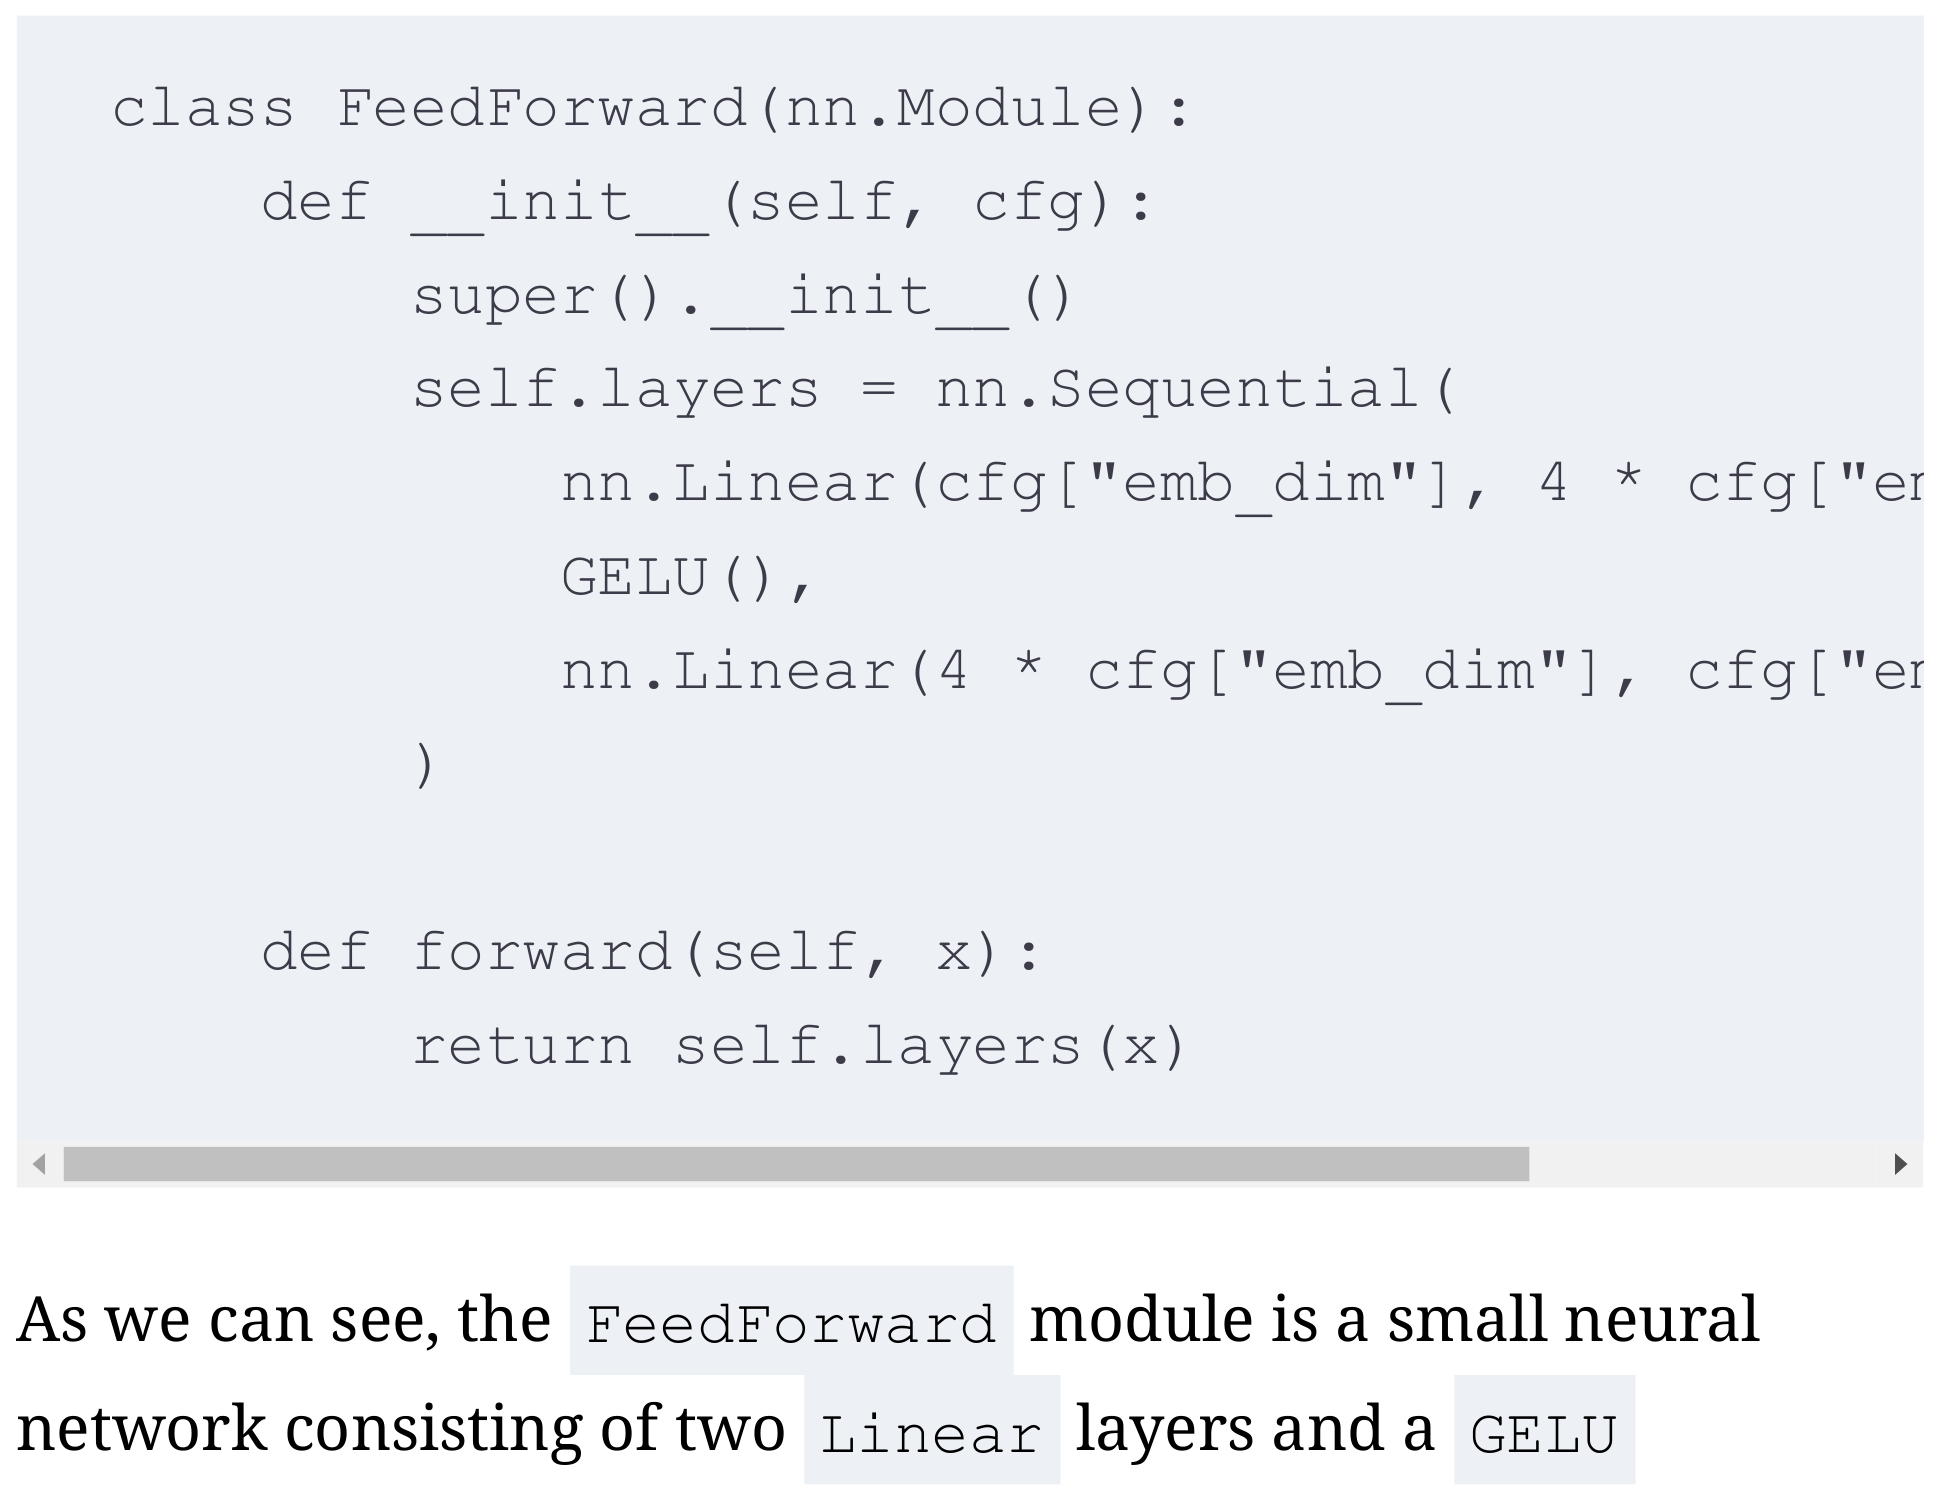 class FeedForward(nn.Module):
    def __init__(self, cfg):
        super().__init__()
        self.layers = nn.Sequential(
            nn.Linear(cfg["emb_dim"], 4 * cfg["em
            GELU(),
            nn.Linear(4 * cfg["emb_dim"], cfg["em
        )
    def forward(self, x):
        return self.layers(x)
As we can see, the FeedForward module is a small neural
network consisting of two Linear layers and a GELU